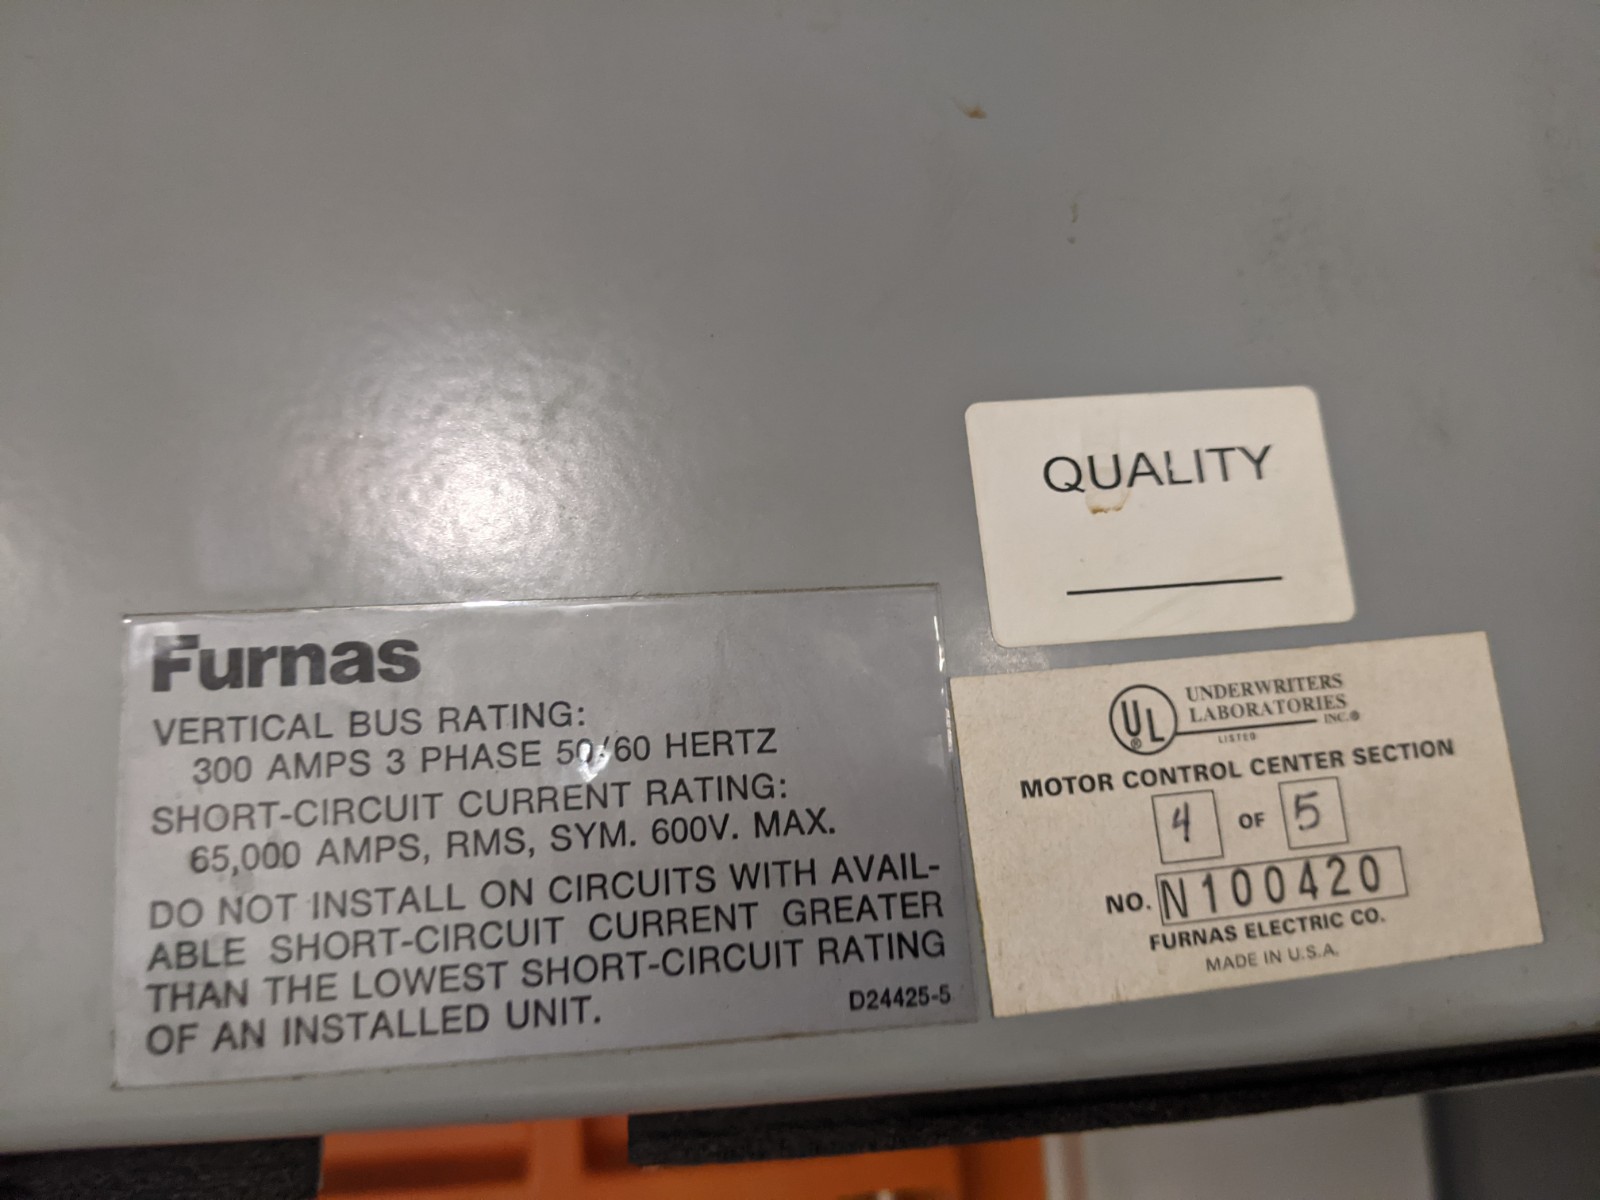 Furnas
VERTICAL BUS RATING:
300 AMPS 3 PHASE 50/60 HERTZ
SHORT-CIRCUIT CURRENT RATING:
65,000 AMPS, RMS, SYM. 600V. MAX.
DO NOT INSTALL ON CIRCUITS WITH AVAIL-
ABLE SHORT-CIRCUIT CURRENT GREATER
THAN THE LOWEST SHORT-CIRCUIT RATING
OF AN INSTALLED UNIT.
D24425-5
QUALITY
UL ®
UNDERWRITERS
LABORATORIES
INC.®
LISTED
MOTOR CONTROL CENTER SECTION
4 OF 5
NO. N100420
FURNAS ELECTRIC CO.
MADE IN U.S.A.